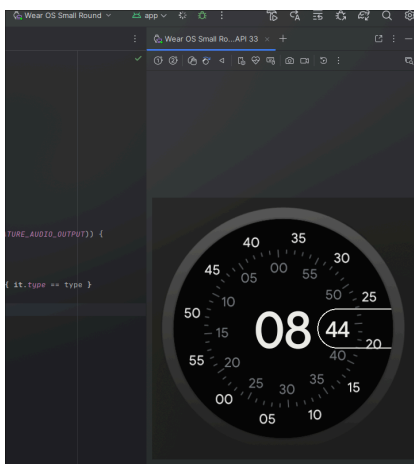 Wear OS Small Round
app
Wear OS Small Ro...API 33
TURE_AUDIO_OUTPUT)) {
{ it.type == type }
40 35 30 25 20 15 10 05 00 55 50 45
00 55 50 40 35 30 25 20 15 10 05
08 44